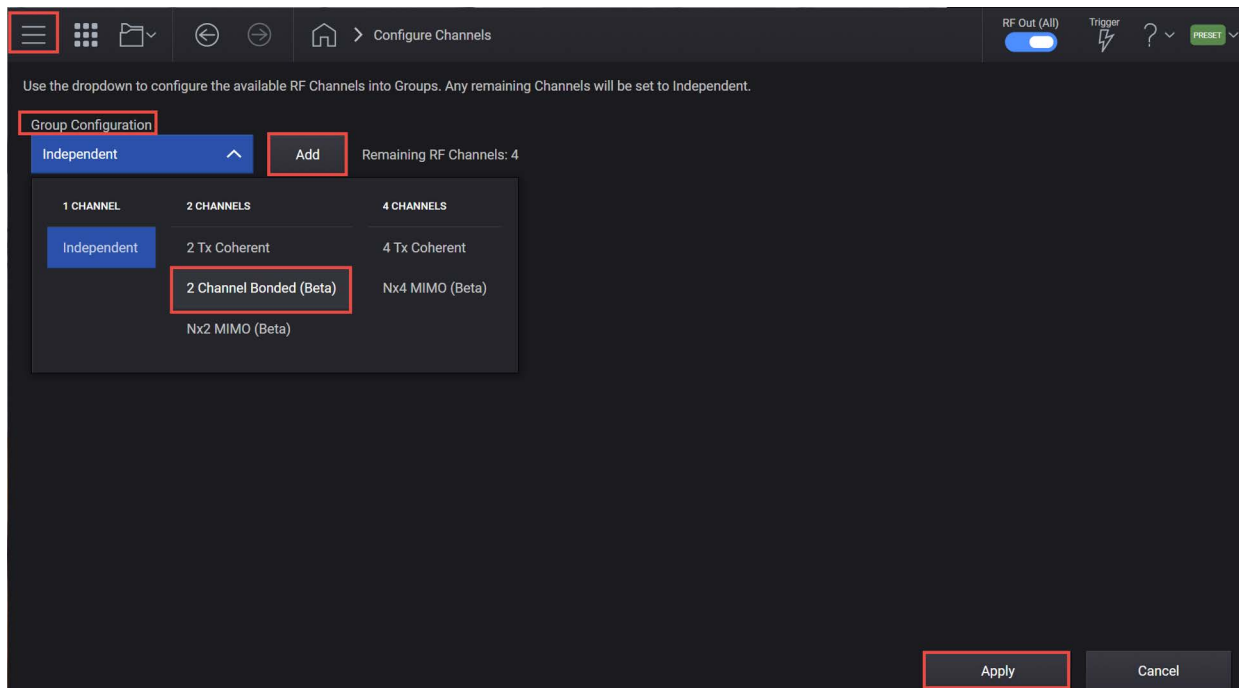 RF Out (All)
Trigger
Configure Channels
?
PRESET
Use the dropdown to configure the available RF Channels into Groups. Any remaining Channels will be set to Independent.
Group Configuration
Independent
Add
Remaining RF Channels: 4
1 CHANNEL
2 CHANNELS
4 CHANNELS
Independent
2 Tx Coherent
4 Tx Coherent
2 Channel Bonded (Beta)
Nx4 MIMO (Beta)
Nx2 MIMO (Beta)
Apply
Cancel